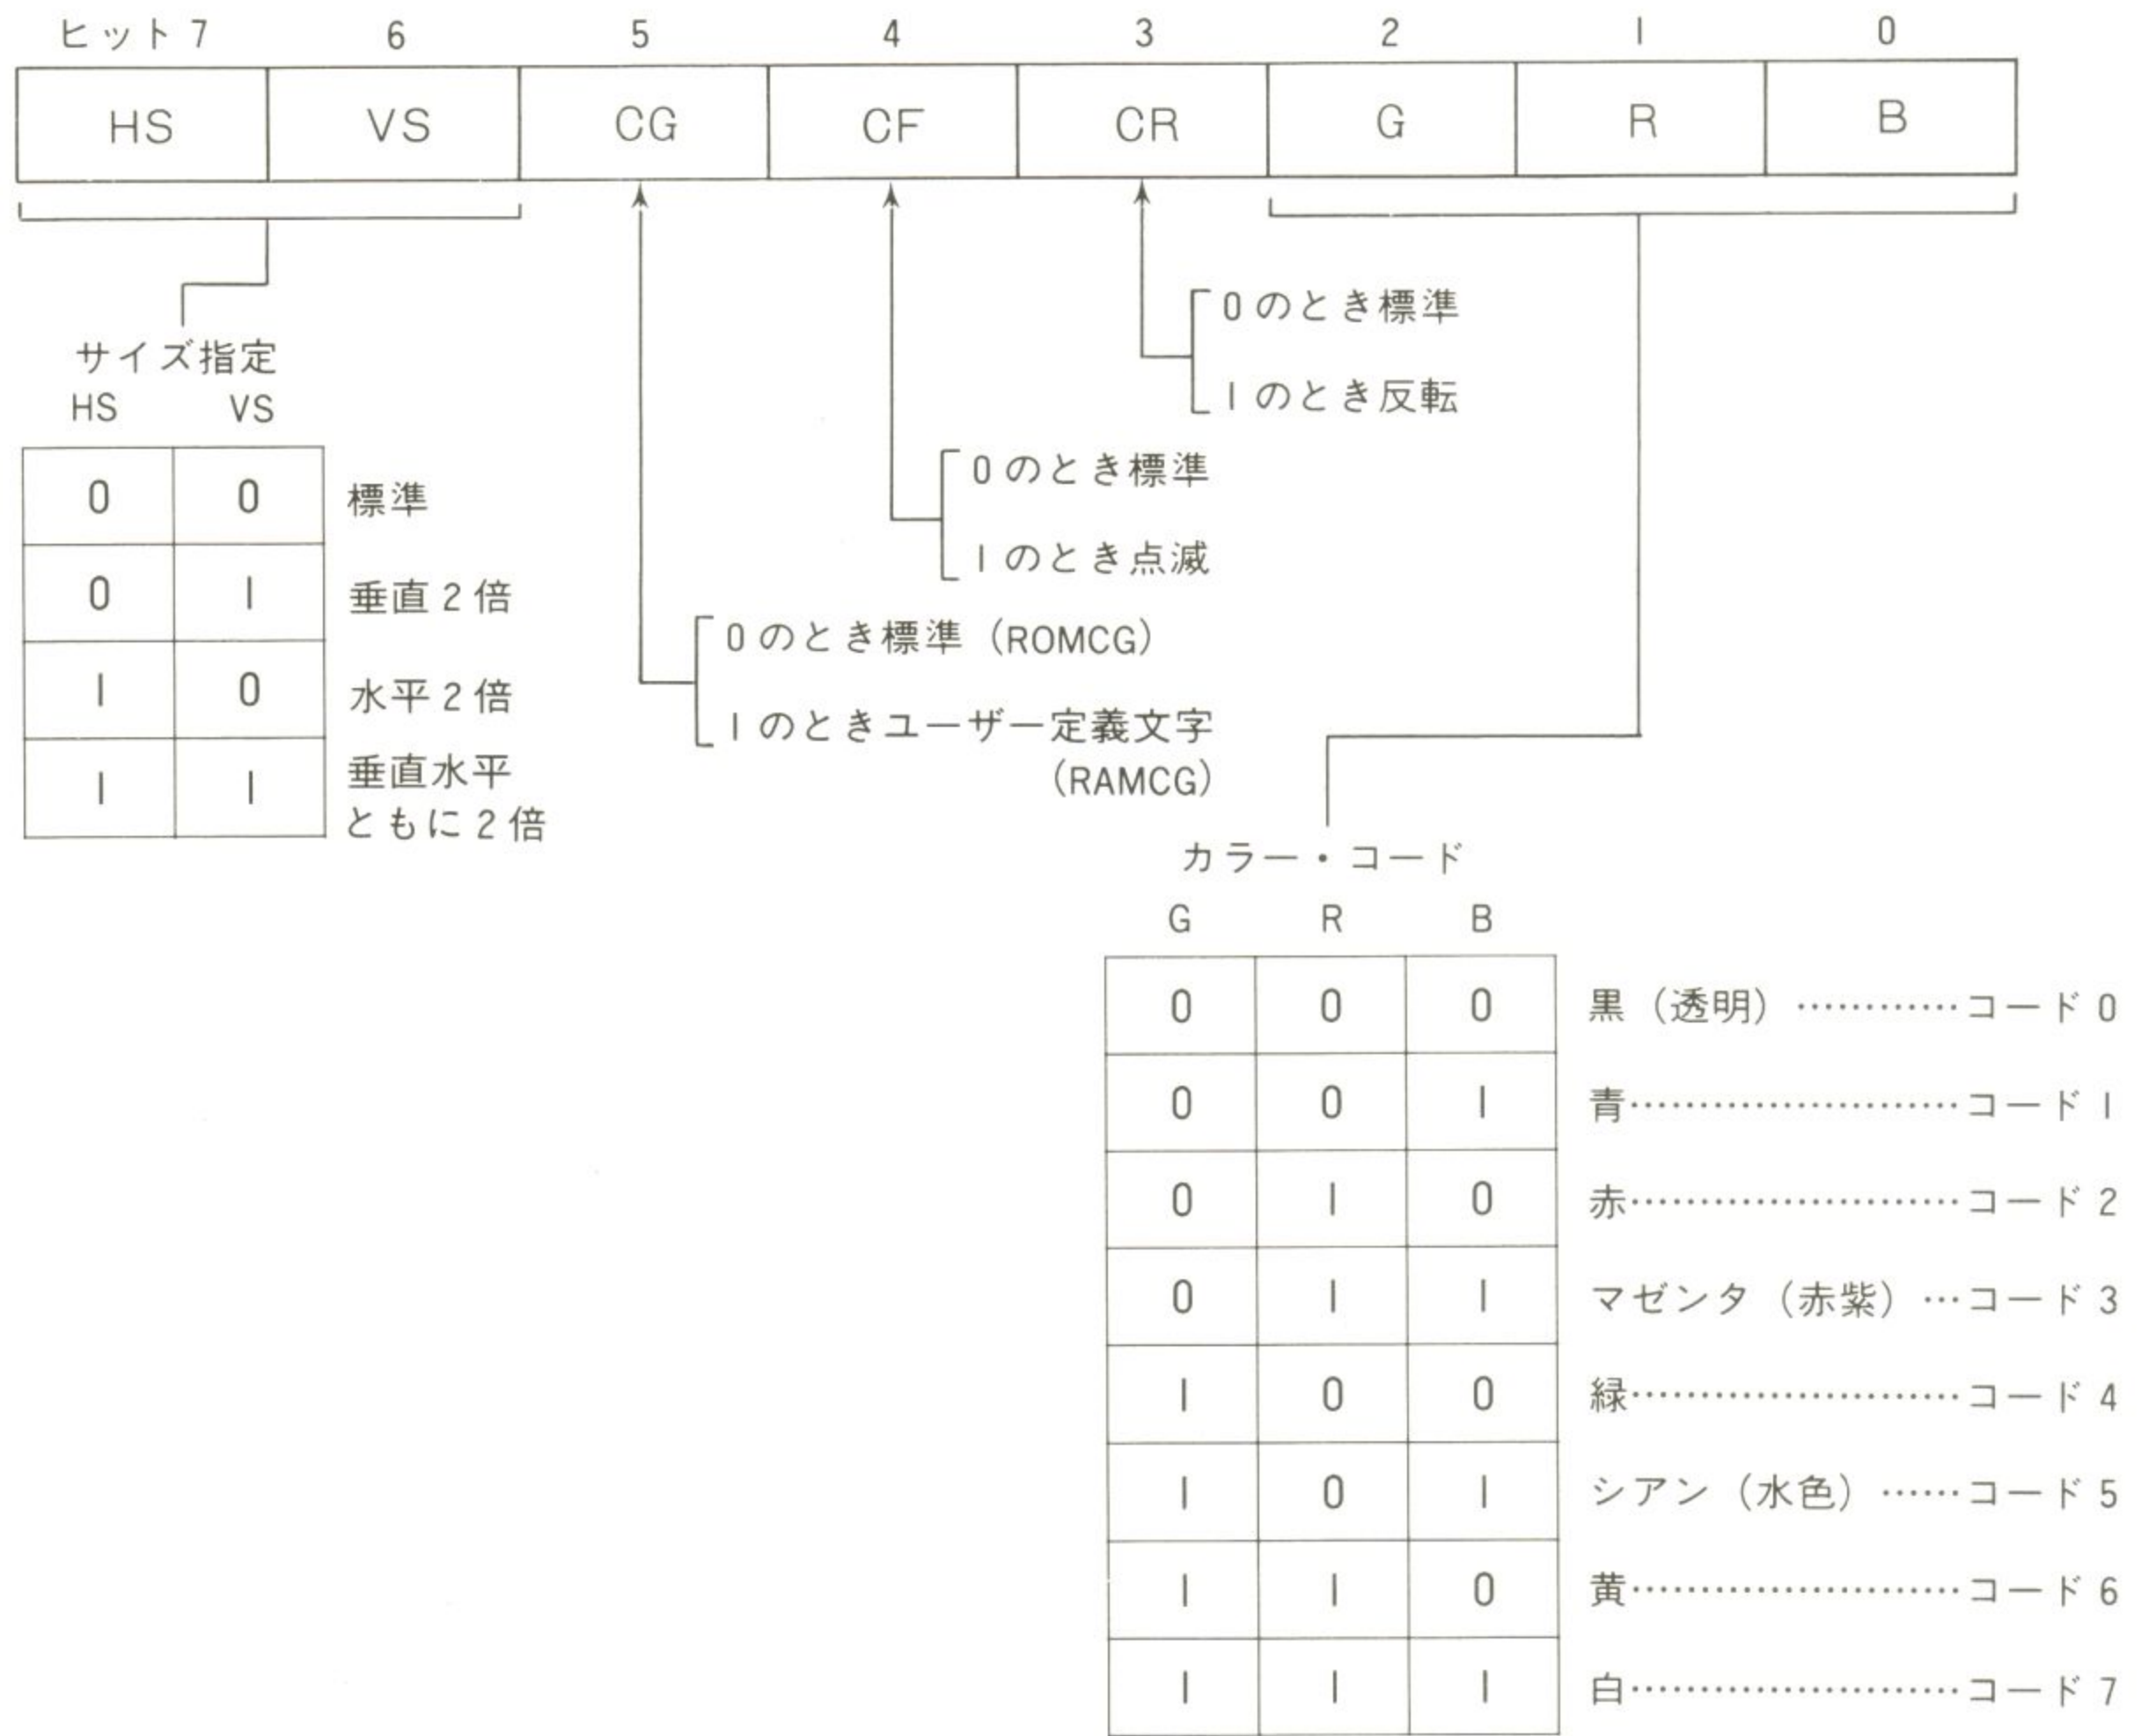 ヒット7 6 5 4 3 2 1 0
HS VS CG CF CR G R B
サイズ指定
HS VS
0 0 標準
0 1 垂直2倍
1 0 水平2倍
1 1 垂直水平
ともに2倍
0のとき標準
1のとき反転
0のとき標準
1のとき点滅
0のとき標準 (ROMCG)
1のときユーザー定義文字
(RAMCG)
カラー・コード
G R B
0 0 0 黒(透明)…………コード0
0 0 1 青……………………コード1
0 1 0 赤……………………コード2
0 1 1 マゼンタ(赤紫)…コード3
1 0 0 緑……………………コード4
1 0 1 シアン(水色)……コード5
1 1 0 黄……………………コード6
1 1 1 白……………………コード7